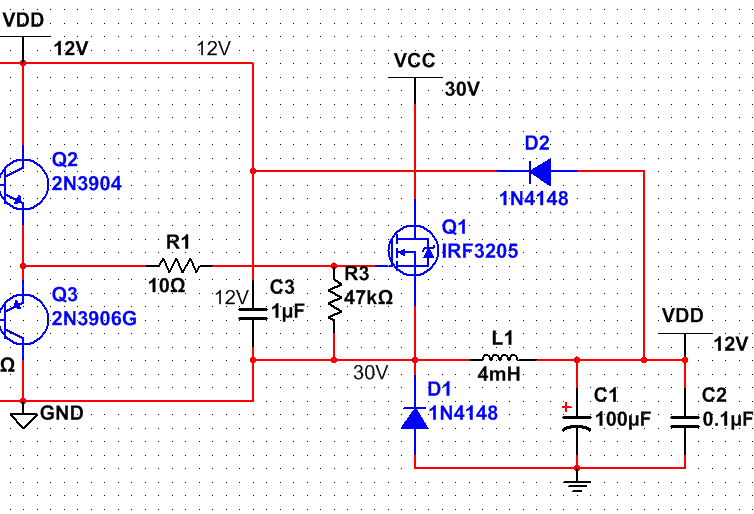 VDD
12V
12V
VCC
30V
D2
1N4148
Q2
2N3904
Q1
IRF3205
R1
10Ω
R3
47kΩ
C3
1µF
12V
Q3
2N3906G
Ω
VDD
12V
L1
4mH
30V
D1
1N4148
C1
100µF
C2
0.1µF
+
GND